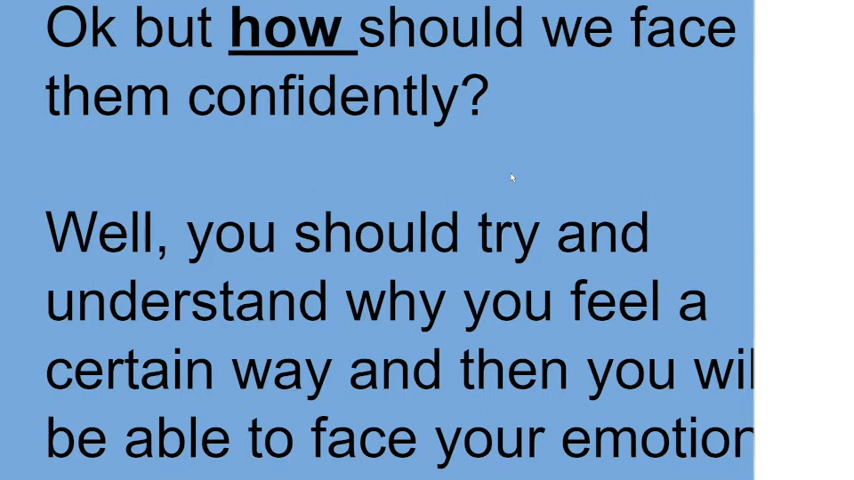 Ok but how should we face
them confidently?
Well, you should try and
understand why you feel a
certain way and then you wil
be able to face your emotion